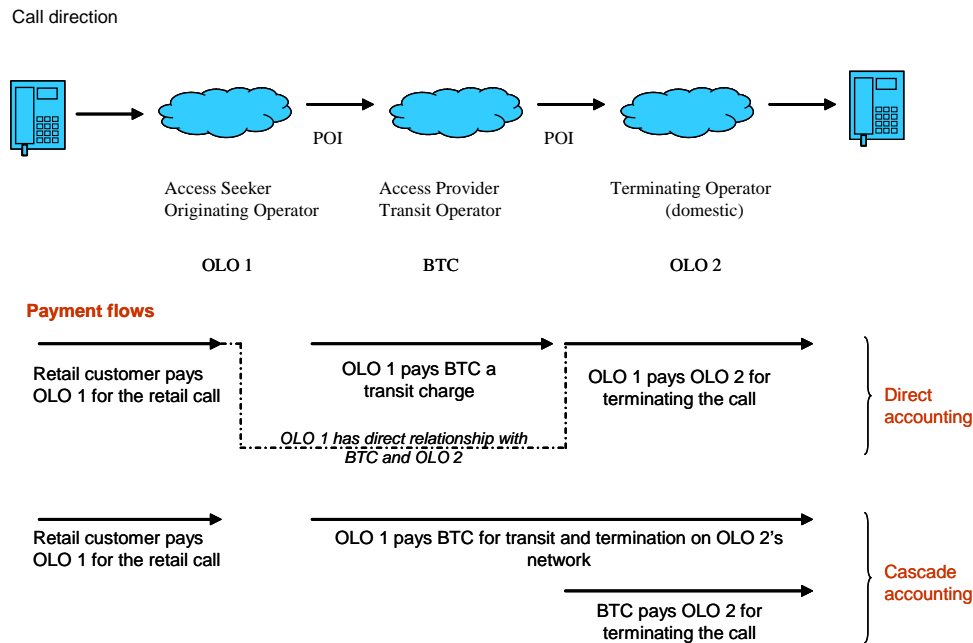 Call direction
POI
POI
Access Seeker
Originating Operator
Access Provider
Transit Operator
Terminating Operator
(domestic)
OLO 1
BTC
OLO 2
Payment flows
Retail customer pays
OLO 1 for the retail call
OLO 1 pays BTC a
transit charge
OLO 1 pays OLO 2 for
terminating the call
Direct
accounting
OLO 1 has direct relationship with
BTC and OLO 2
Retail customer pays
OLO 1 for the retail call
OLO 1 pays BTC for transit and termination on OLO 2's
network
Cascade
accounting
BTC pays OLO 2 for
terminating the call